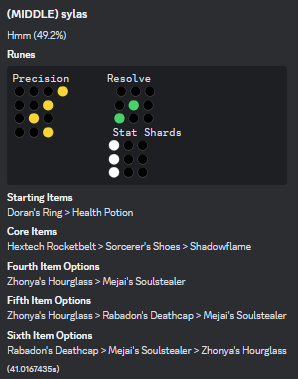 (MIDDLE) sylas
Hmm (49.2%)
Runes
Precision Resolve
Stat Shards
Starting Items
Doran's Ring > Health Potion
Core Items
Hextech Rocketbelt > Sorcerer's Shoes > Shadowflame
Fourth Item Options
Zhonya's Hourglass > Mejai's Soulstealer
Fifth Item Options
Zhonya's Hourglass > Rabadon's Deathcap > Mejai's Soulstealer
Sixth Item Options
Rabadon's Deathcap > Mejai's Soulstealer > Zhonya's Hourglass
(41.0167435s)